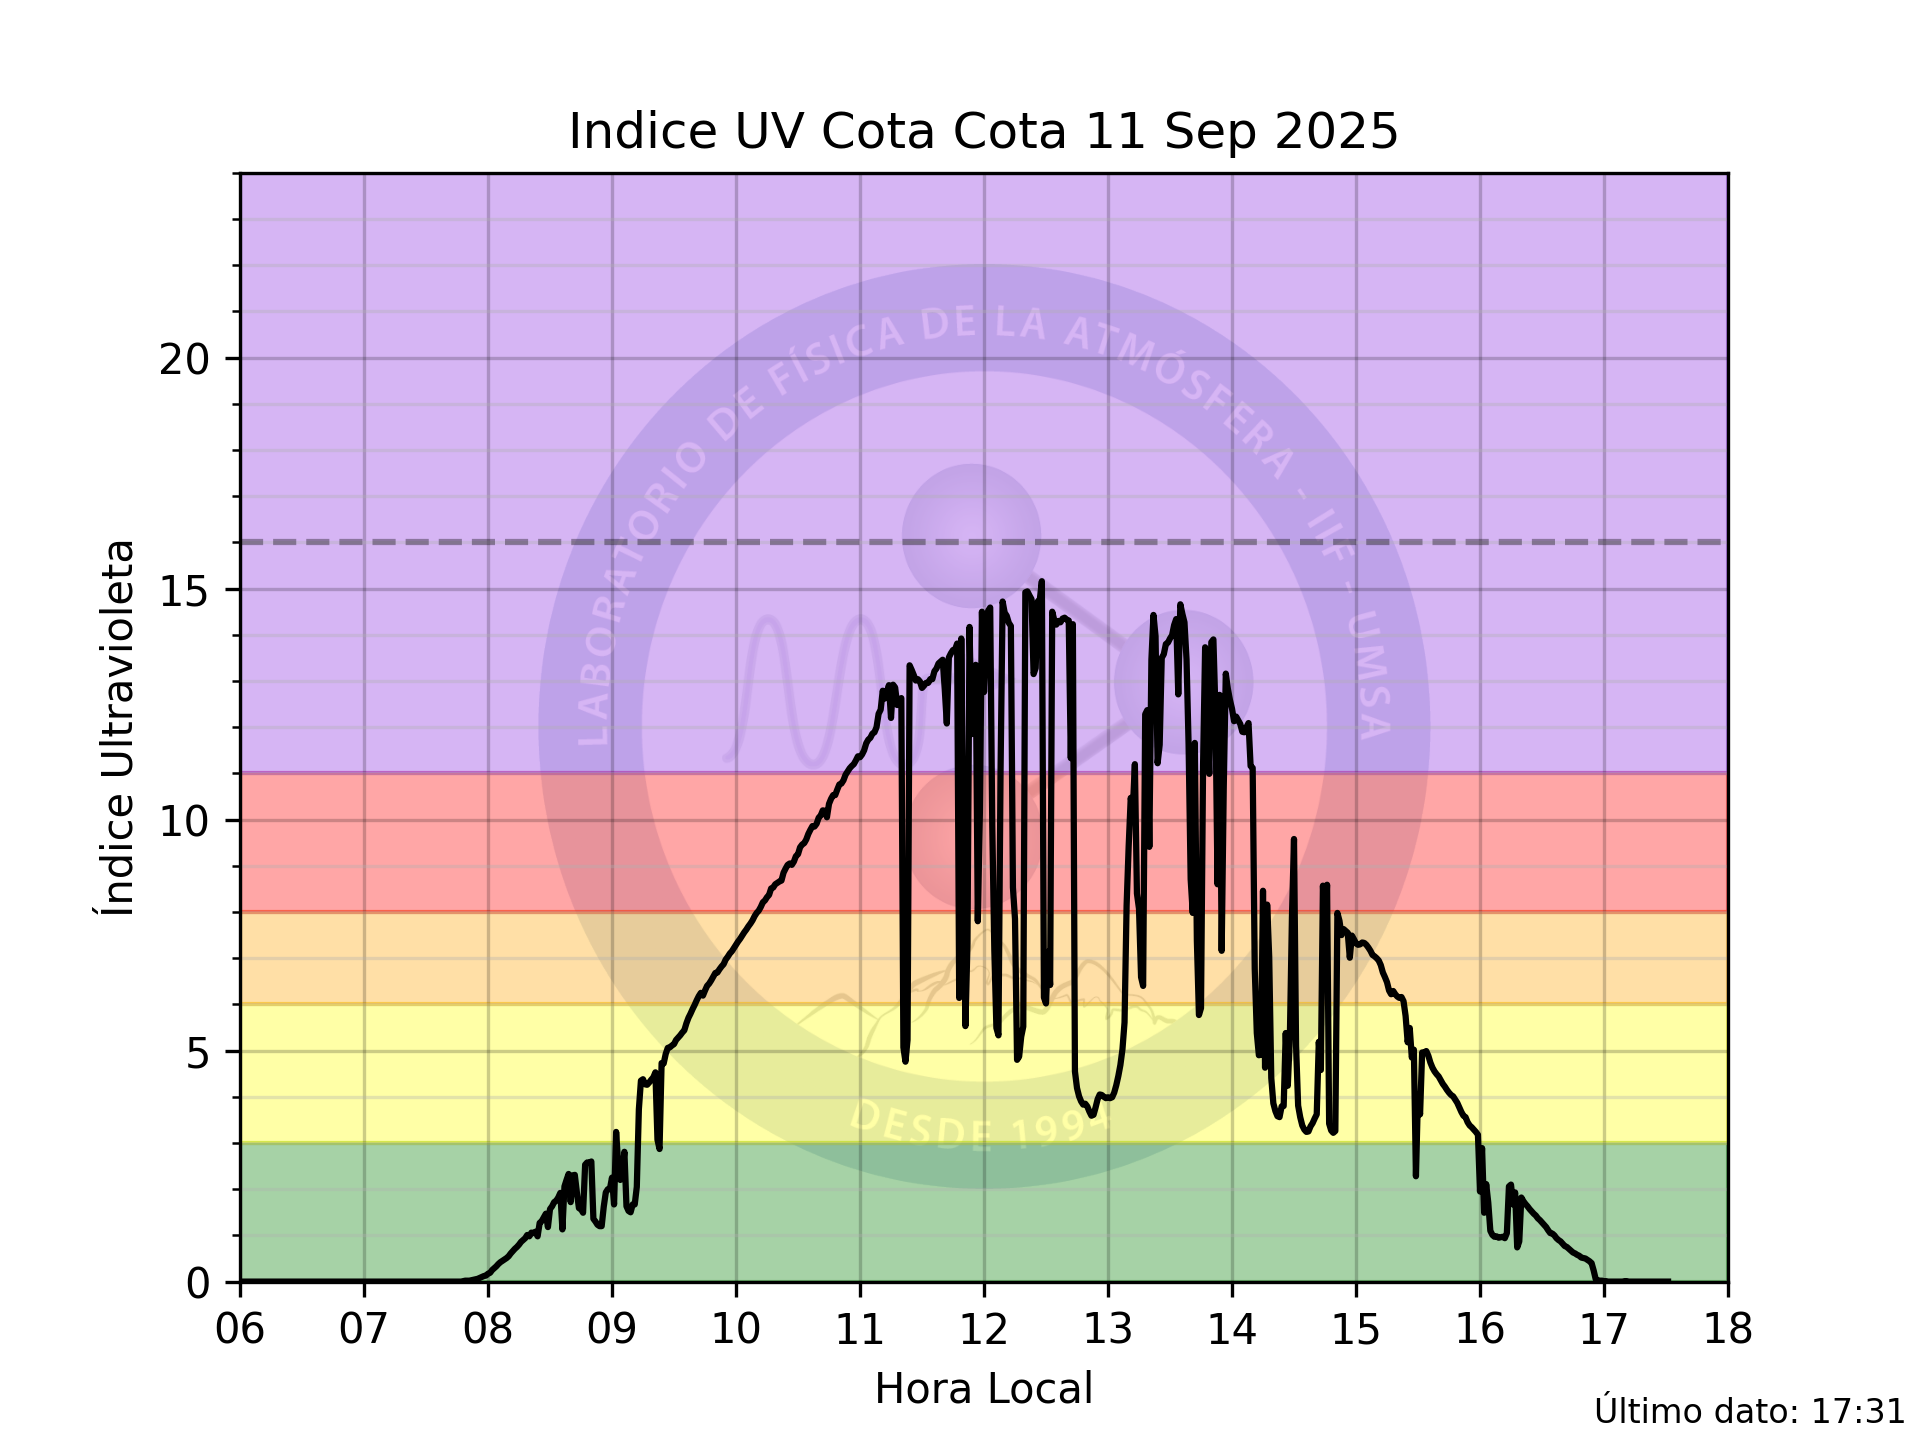 Indice UV Cota Cota 11 Sep 2025
Índice Ultravioleta
20
15
10
5
0
LABORATORIO DE FÍSICA DE LA ATMÓSFERA - IIF - UMSA
DESDE 1994
06 07 08 09 10 11 12 13 14 15 16 17 18
Hora Local
Último dato: 17:31